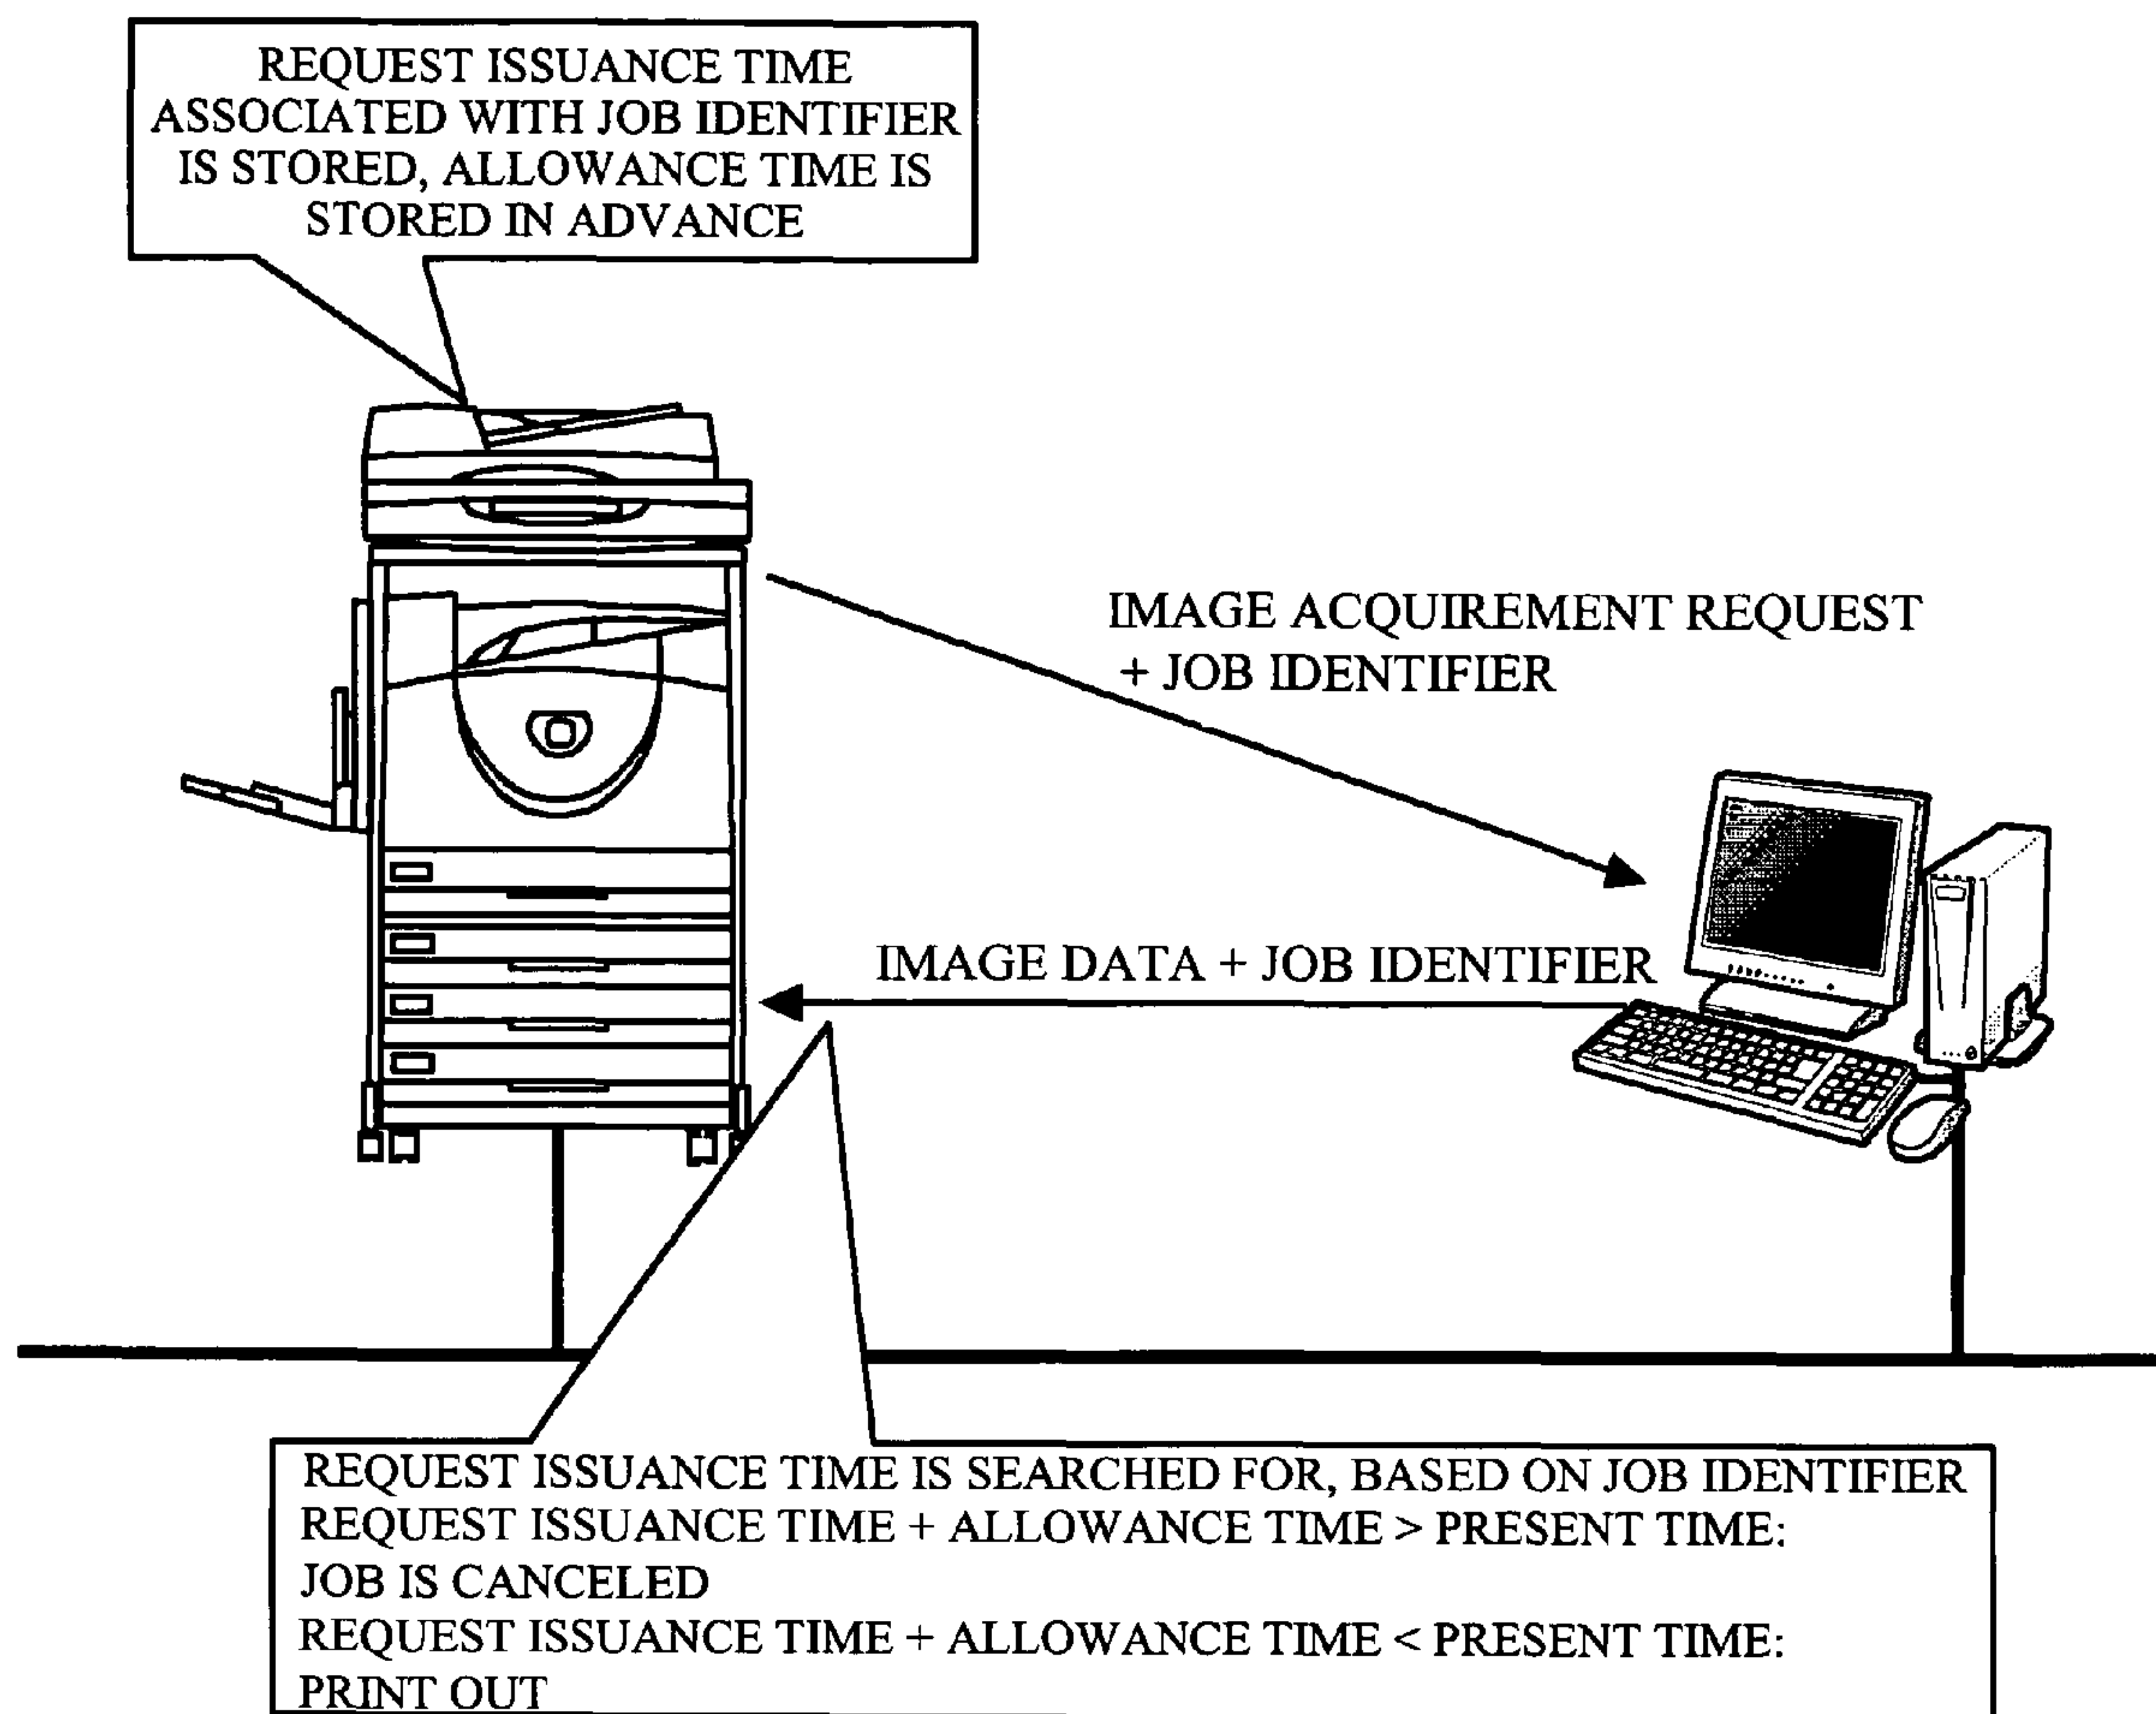 REQUEST ISSUANCE TIME
ASSOCIATED WITH JOB IDENTIFIER
IS STORED, ALLOWANCE TIME IS
STORED IN ADVANCE
IMAGE ACQUIREMENT REQUEST
+ JOB IDENTIFIER
IMAGE DATA + JOB IDENTIFIER
REQUEST ISSUANCE TIME IS SEARCHED FOR, BASED ON JOB IDENTIFIER
REQUEST ISSUANCE TIME + ALLOWANCE TIME > PRESENT TIME:
JOB IS CANCELED
REQUEST ISSUANCE TIME + ALLOWANCE TIME < PRESENT TIME:
PRINT OUT